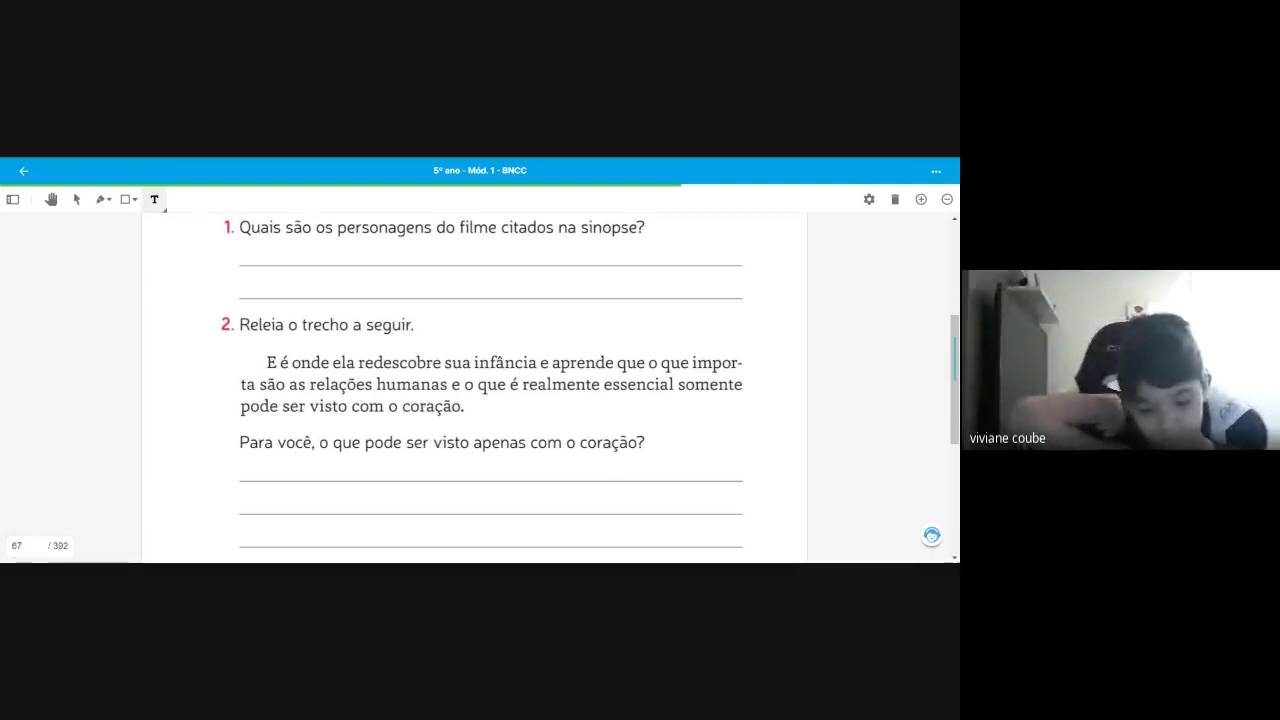 5º ano - Mód. 1 - BNCC
T
1. Quais são os personagens do filme citados na sinopse?
2. Releia o trecho a seguir.
E é onde ela redescobre sua infância e aprende que o que impor-
ta são as relações humanas e o que é realmente essencial somente
pode ser visto com o coração.
Para você, o que pode ser visto apenas com o coração?
67 / 392
viviane coube